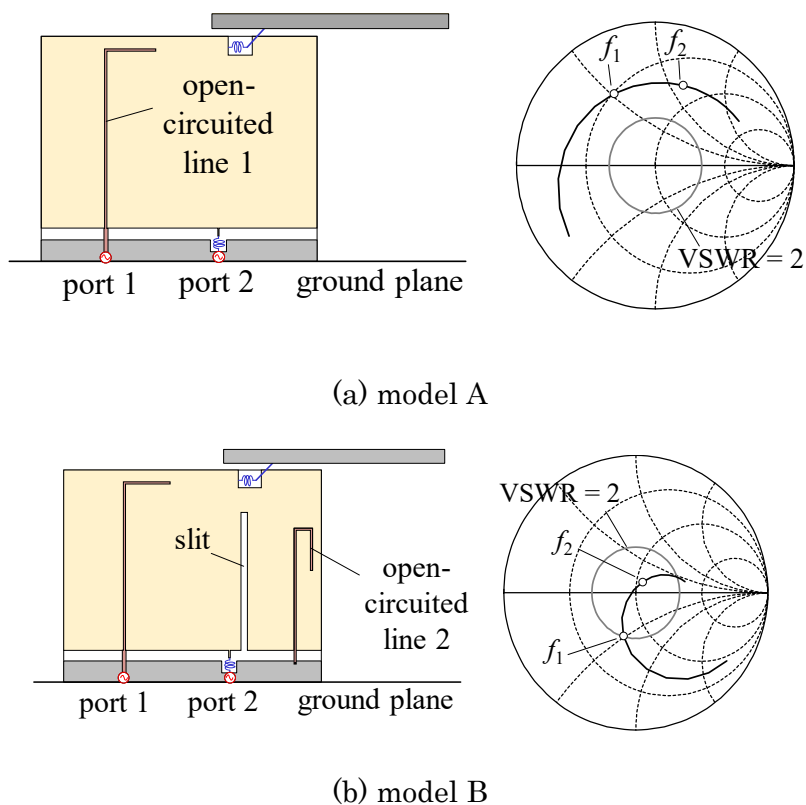 open-
circuited
line 1
port 1
port 2
ground plane
f1
f2
VSWR = 2
(a) model A
slit
open-
circuited
line 2
port 1
port 2
ground plane
VSWR = 2
f2
f1
(b) model B